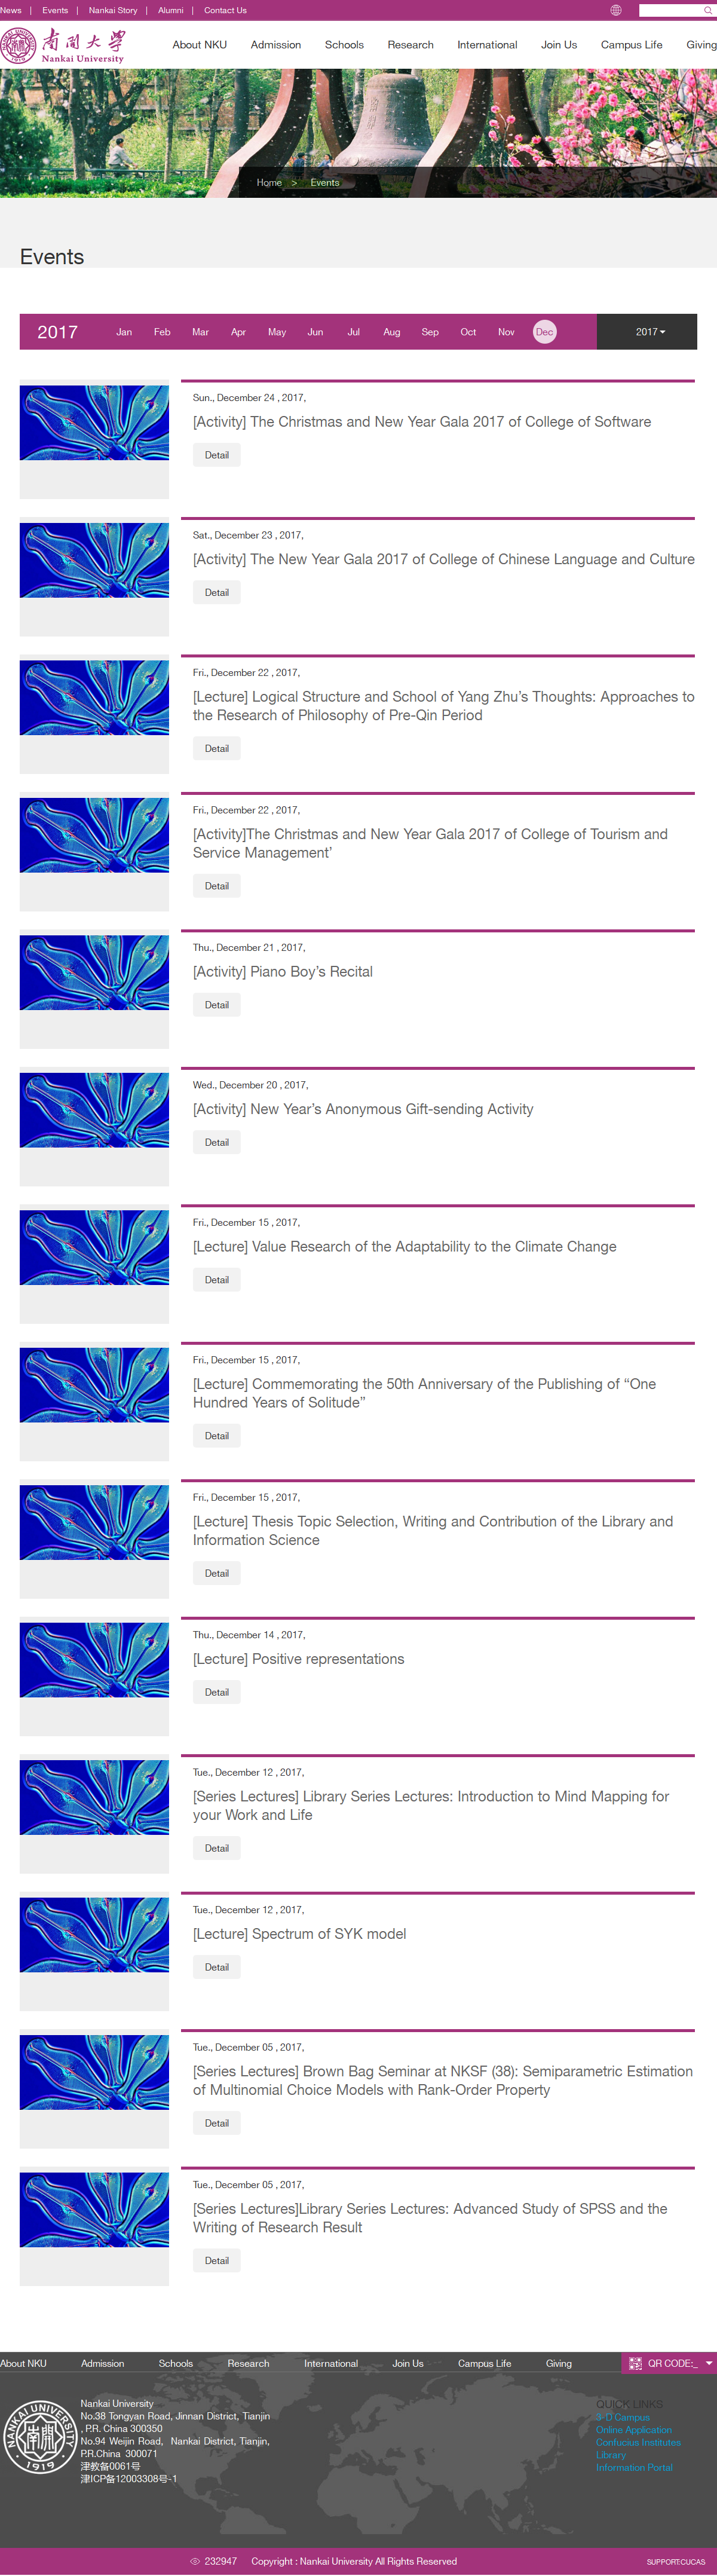 News | Events | Nankai Story | Alumni | Contact Us
南开大学
Nankai University
1919
About NKU Admission Schools Research International Join Us Campus Life Giving
Home > Events
Events
2017 Jan Feb Mar Apr May Jun Jul Aug Sep Oct Nov Dec 2017
Sun., December 24 , 2017,
[Activity] The Christmas and New Year Gala 2017 of College of Software
Detail
Sat., December 23 , 2017,
[Activity] The New Year Gala 2017 of College of Chinese Language and Culture
Detail
Fri., December 22 , 2017,
[Lecture] Logical Structure and School of Yang Zhu’s Thoughts: Approaches to
the Research of Philosophy of Pre-Qin Period
Detail
Fri., December 22 , 2017,
[Activity]The Christmas and New Year Gala 2017 of College of Tourism and
Service Management’
Detail
Thu., December 21 , 2017,
[Activity] Piano Boy’s Recital
Detail
Wed., December 20 , 2017,
[Activity] New Year’s Anonymous Gift-sending Activity
Detail
Fri., December 15 , 2017,
[Lecture] Value Research of the Adaptability to the Climate Change
Detail
Fri., December 15 , 2017,
[Lecture] Commemorating the 50th Anniversary of the Publishing of “One
Hundred Years of Solitude”
Detail
Fri., December 15 , 2017,
[Lecture] Thesis Topic Selection, Writing and Contribution of the Library and
Information Science
Detail
Thu., December 14 , 2017,
[Lecture] Positive representations
Detail
Tue., December 12 , 2017,
[Series Lectures] Library Series Lectures: Introduction to Mind Mapping for
your Work and Life
Detail
Tue., December 12 , 2017,
[Lecture] Spectrum of SYK model
Detail
Tue., December 05 , 2017,
[Series Lectures] Brown Bag Seminar at NKSF (38): Semiparametric Estimation
of Multinomial Choice Models with Rank-Order Property
Detail
Tue., December 05 , 2017,
[Series Lectures]Library Series Lectures: Advanced Study of SPSS and the
Writing of Research Result
Detail
About NKU Admission Schools Research International Join Us Campus Life Giving QR CODE:_
NANKAI UNIVERSITY
南開
1919
Nankai University
No.38 Tongyan Road, Jinnan District, Tianjin
, P.R. China 300350
No.94 Weijin Road, Nankai District, Tianjin,
P.R.China 300071
津教备0061号
津ICP备12003308号-1
QUICK LINKS
3-D Campus
Online Application
Confucius Institutes
Library
Information Portal
232947 Copyright : Nankai University All Rights Reserved SUPPORT:CUCAS